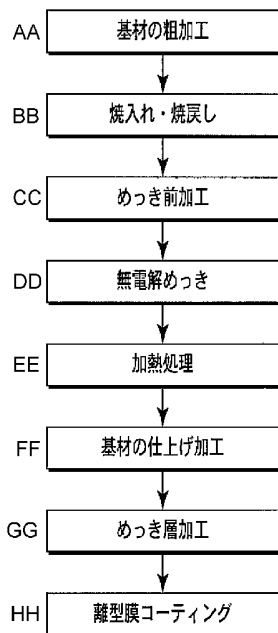 AA 基材の粗加工
BB 焼入れ・焼戻し
CC めっき前加工
DD 無電解めっき
EE 加熱処理
FF 基材の仕上げ加工
GG めっき層加工
HH 離型膜コーティング